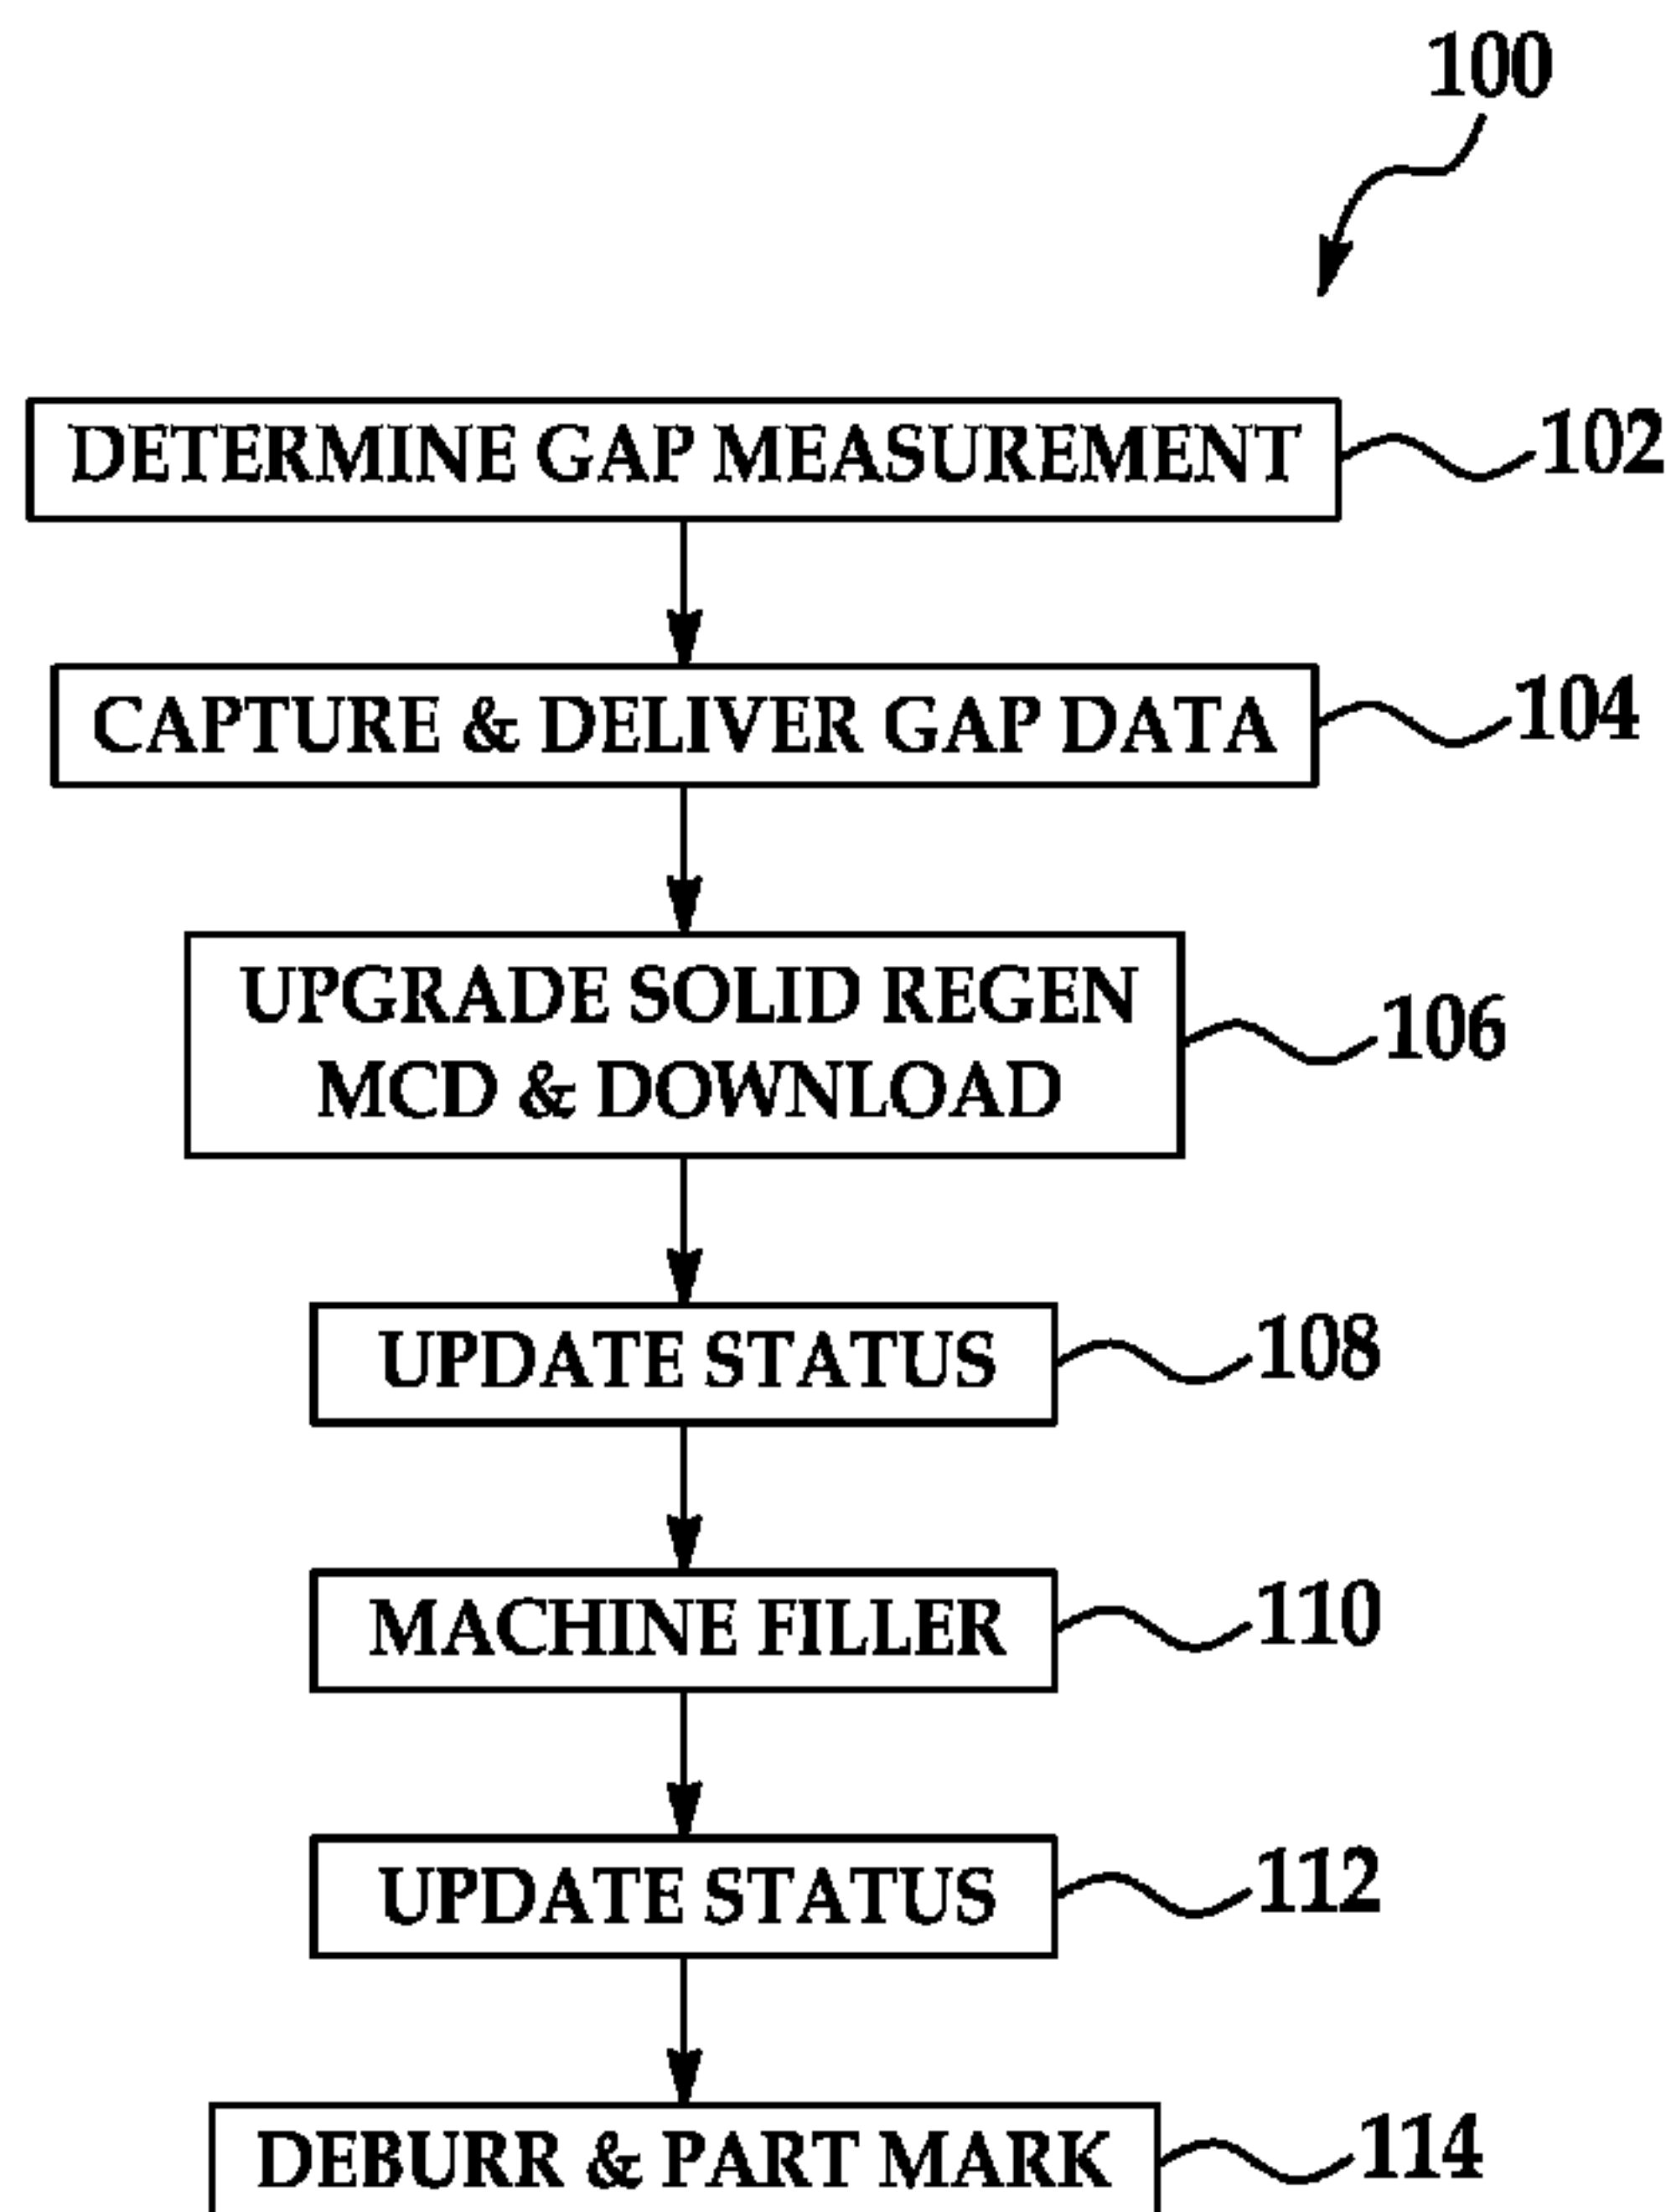 100
DETERMINE GAP MEASUREMENT 102
CAPTURE & DELIVER GAP DATA 104
UPGRADE SOLID REGEN
MCD & DOWNLOAD
106
UPDATE STATUS 108
MACHINE FILLER 110
UPDATE STATUS 112
DEBURR & PART MARK 114